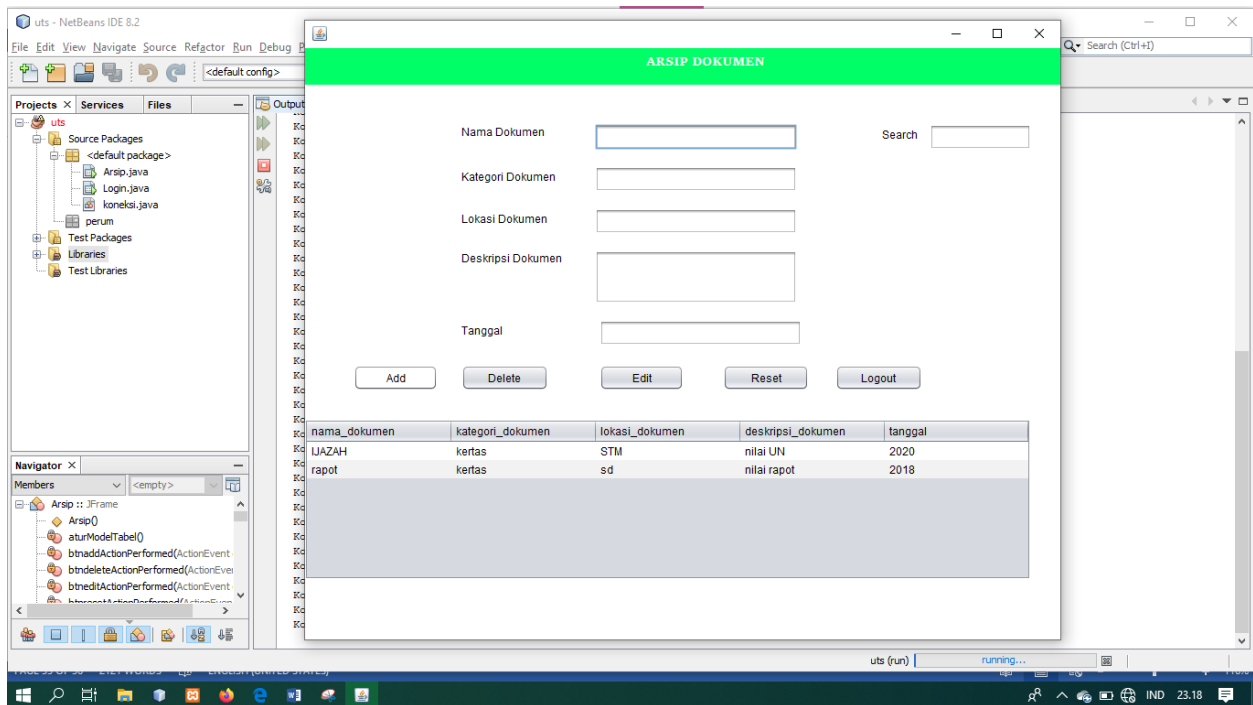 uts - NetBeans IDE 8.2
File Edit View Navigate Source Refactor Run Debug
Search (Ctrl+I)
<default config>
ARSIP DOKUMEN
Projects Services Files
Output
uts
Source Packages
<default package>
Arsip.java
Login.java
koneksi.java
perum
Test Packages
Libraries
Test Libraries
Nama Dokumen
Search
Kategori Dokumen
Lokasi Dokumen
Deskripsi Dokumen
Tanggal
Add Delete Edit Reset Logout
nama_dokumen kategori_dokumen lokasi_dokumen deskripsi_dokumen tanggal
IJAZAH kertas STM nilai UN 2020
rapot kertas sd nilai rapot 2018
Navigator
Members <empty>
Arsip :: JFrame
Arsip()
aturModelTabel()
btnaddActionPerformed(ActionEvent
btndeleteActionPerformed(ActionEve
btneditActionPerformed(ActionEvent
uts (run) running...
IND 23.18